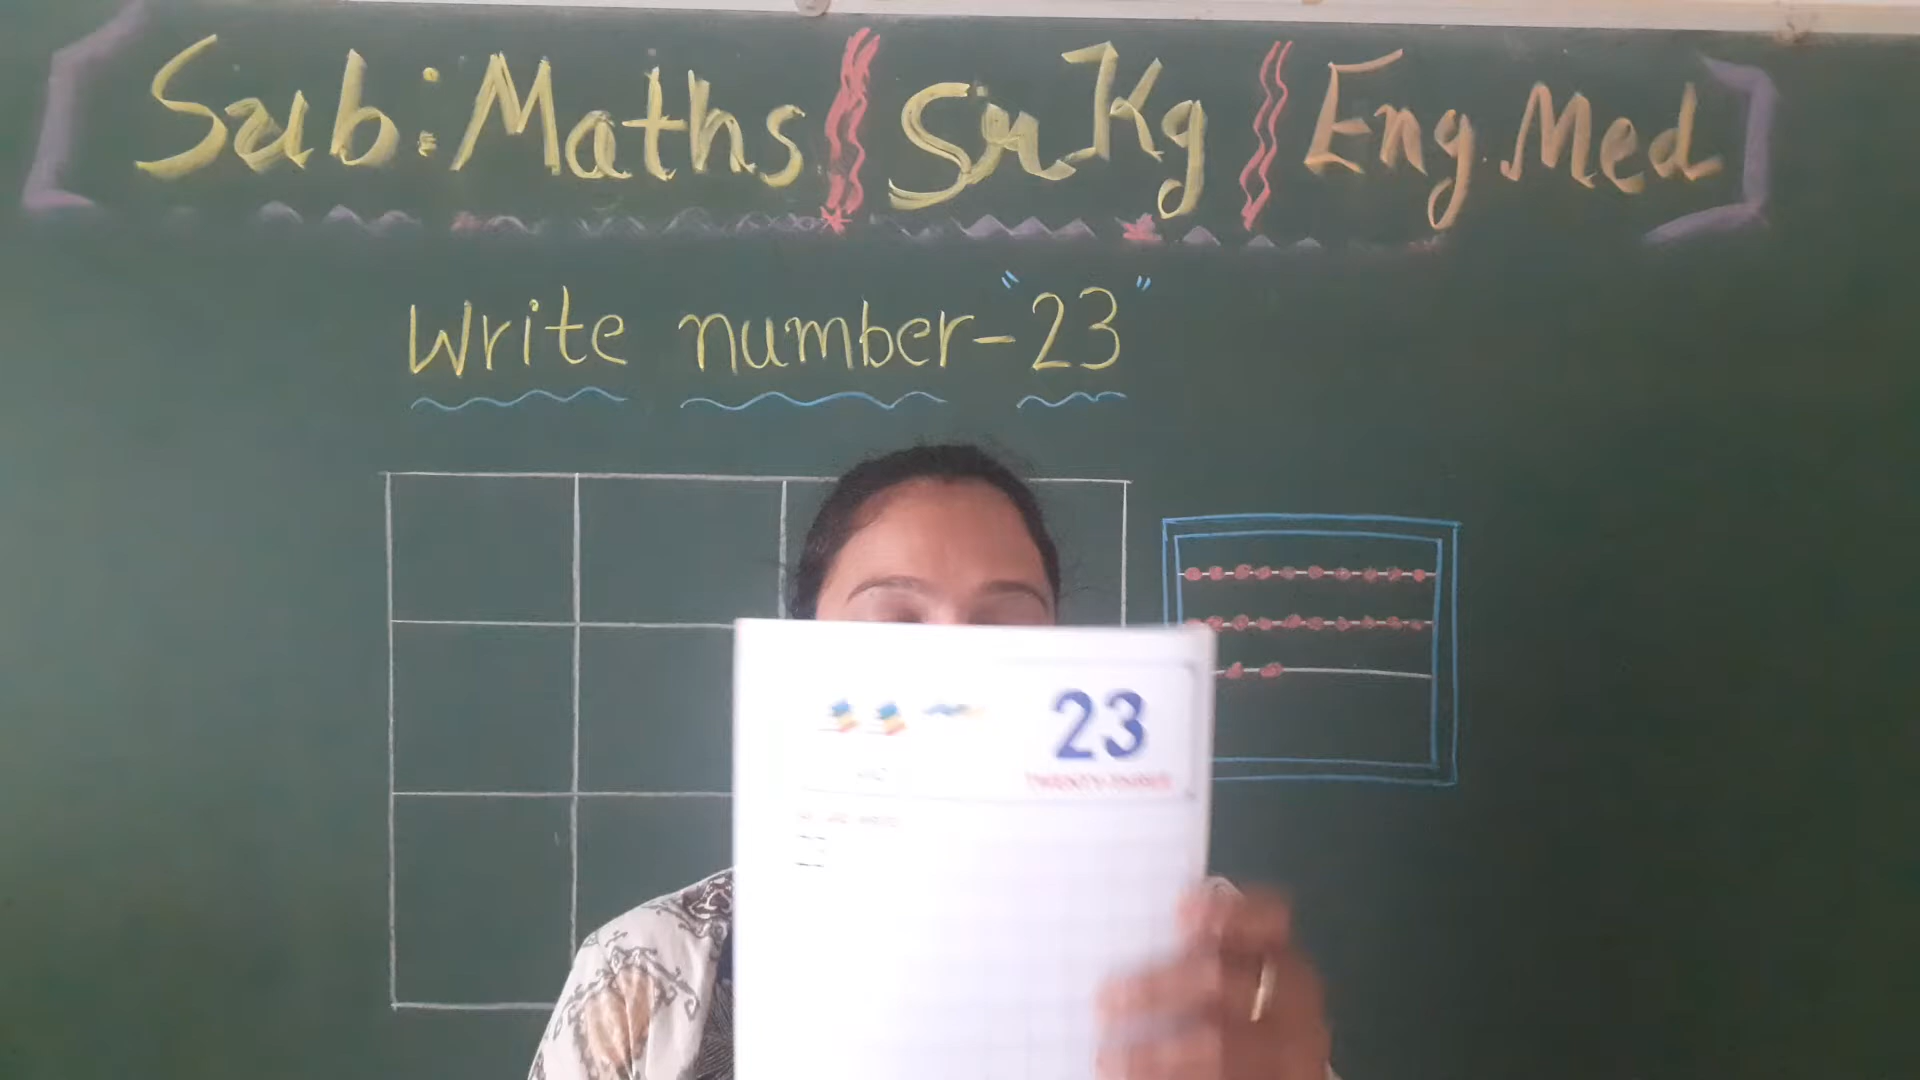 Sub: Maths Sr Kg Eng. Med
Write number - "23"
23
TWENTY-THREE